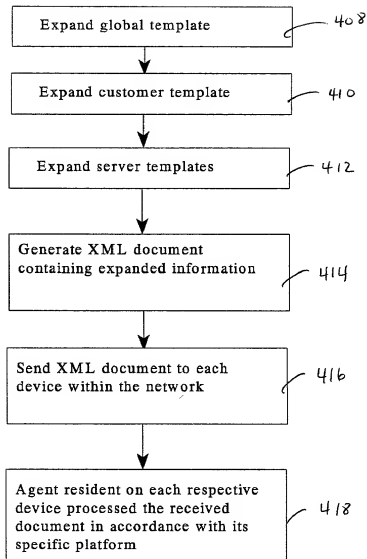 Expand global template
408
Expand customer template
410
Expand server templates
412
Generate XML document
containing expanded information
414
Send XML document to each
device within the network
416
Agent resident on each respective
device processed the received
document in accordance with its
specific platform
418